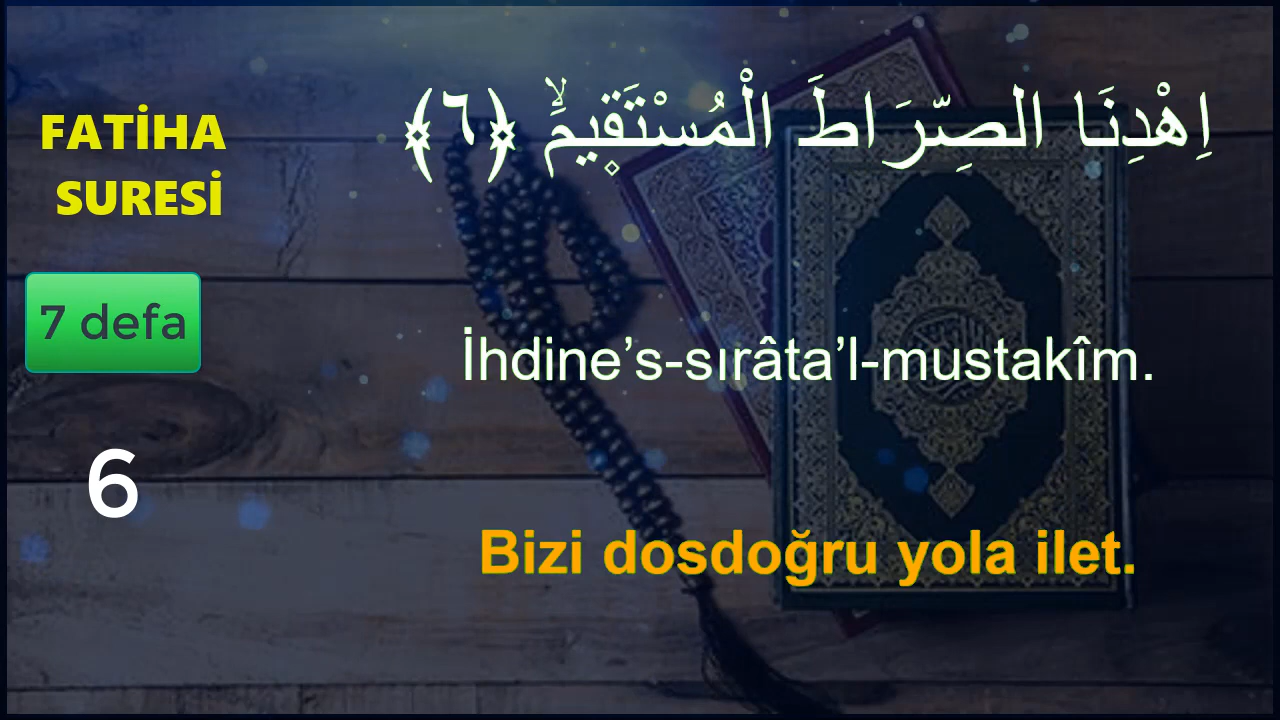 FATİHA
SURESİ
7 defa
6
اِهْدِنَا الصِّرَاطَ الْمُسْتَق۪يمَۙ ﴿٦﴾
İhdine’s-sırâta’l-mustakîm.
Bizi dosdoğru yola ilet.